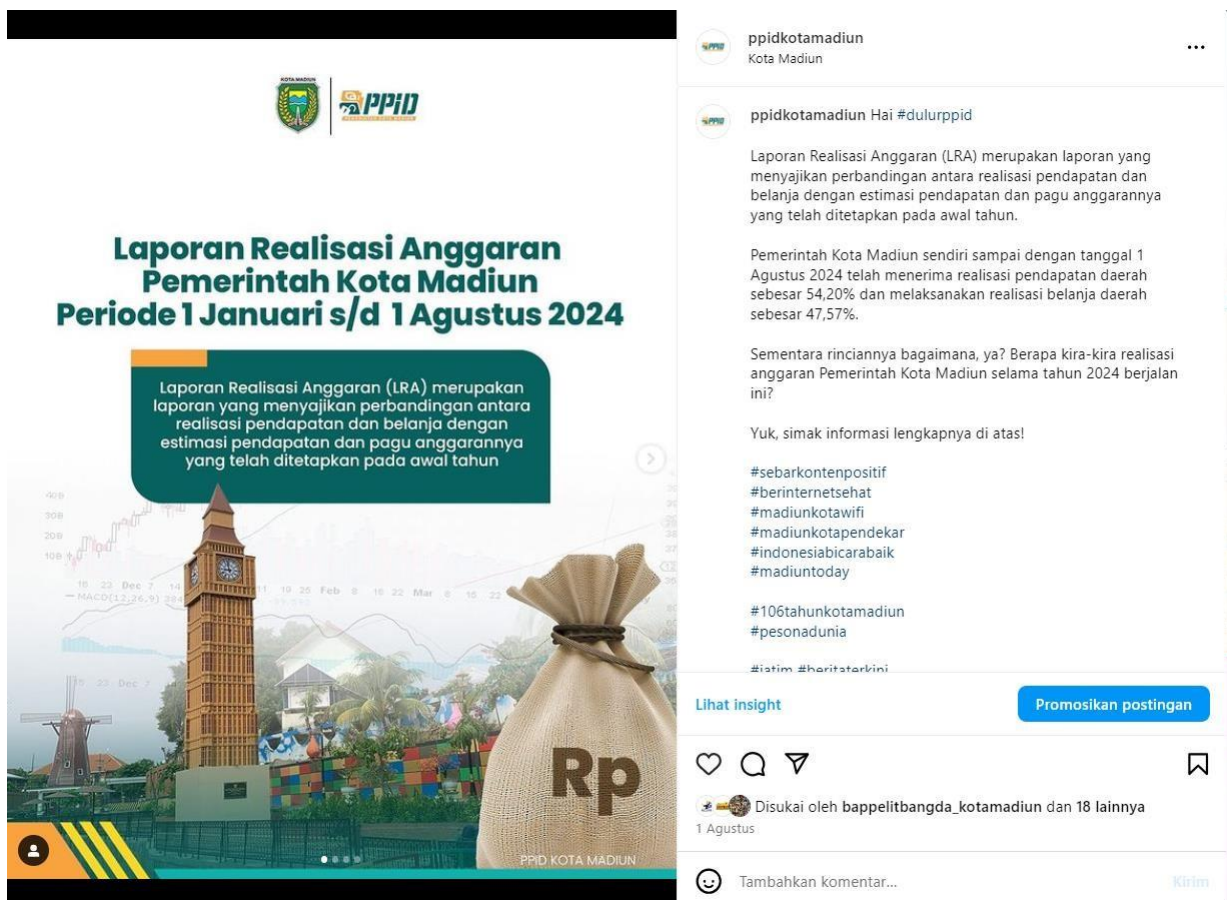 KOTA MADIUN
PPID
Laporan Realisasi Anggaran
Pemerintah Kota Madiun
Periode 1 Januari s/d 1 Agustus 2024
Laporan Realisasi Anggaran (LRA) merupakan
laporan yang menyajikan perbandingan antara
realisasi pendapatan dan belanja dengan
estimasi pendapatan dan pagu anggarannya
yang telah ditetapkan pada awal tahun
Rp
PPID KOTA MADIUN
ppidkotamadiun
Kota Madiun
ppidkotamadiun Hai #dulurppid
Laporan Realisasi Anggaran (LRA) merupakan laporan yang
menyajikan perbandingan antara realisasi pendapatan dan
belanja dengan estimasi pendapatan dan pagu anggarannya
yang telah ditetapkan pada awal tahun.
Pemerintah Kota Madiun sendiri sampai dengan tanggal 1
Agustus 2024 telah menerima realisasi pendapatan daerah
sebesar 54,20% dan melaksanakan realisasi belanja daerah
sebesar 47,57%.
Sementara rinciannya bagaimana, ya? Berapa kira-kira realisasi
anggaran Pemerintah Kota Madiun selama tahun 2024 berjalan
ini?
Yuk, simak informasi lengkapnya di atas!
#sebarkontenpositif
#berinternetsehat
#madiunkotawifi
#madiunkotapendekar
#indonesiabicarabaik
#madiuntoday
#106tahunkotamadiun
#pesonadunia
#jatim #beritaterkini
Lihat insight
Promosikan postingan
Disukai oleh bappelitbangda_kotamadiun dan 18 lainnya
1 Agustus
Tambahkan komentar...
Kirim